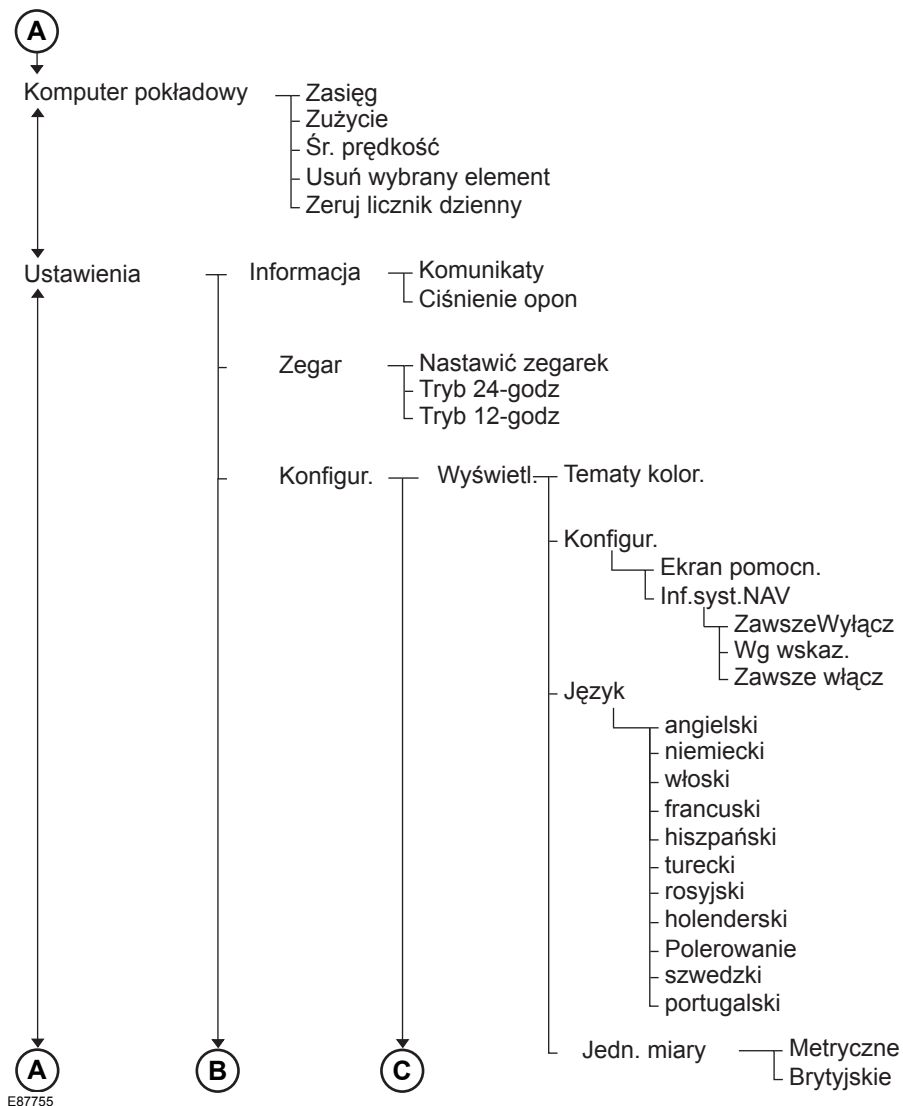 A
Komputer pokładowy
Zasięg
Zużycie
Śr. prędkość
Usuń wybrany element
Zeruj licznik dzienny
Ustawienia
Informacja
Komunikaty
Ciśnienie opon
Zegar
Nastawić zegarek
Tryb 24-godz
Tryb 12-godz
Konfigur.
Wyświetl.
Tematy kolor.
Konfigur.
Ekran pomocn.
Inf.syst.NAV
ZawszeWyłącz
Wg wskaz.
Zawsze włącz
Język
angielski
niemiecki
włoski
francuski
hiszpański
turecki
rosyjski
holenderski
Polerowanie
szwedzki
portugalski
Jedn. miary
Metryczne
Brytyjskie
A
B
C
E87755